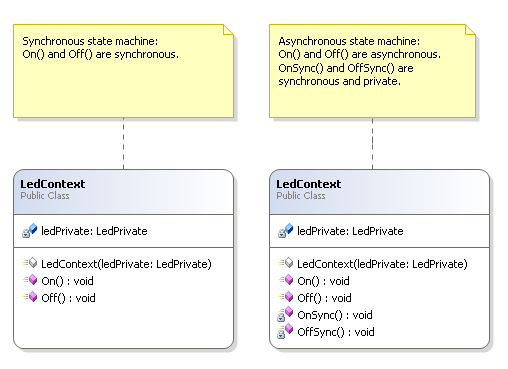 Synchronous state machine:
On() and Off() are synchronous.
Asynchronous state machine:
On() and Off() are asynchronous.
OnSync() and OffSync() are
synchronous and private.
LedContext
Public Class
ledPrivate: LedPrivate
LedContext(ledPrivate: LedPrivate)
On() : void
Off() : void
LedContext
Public Class
ledPrivate: LedPrivate
LedContext(ledPrivate: LedPrivate)
On() : void
Off() : void
OnSync() : void
OffSync() : void